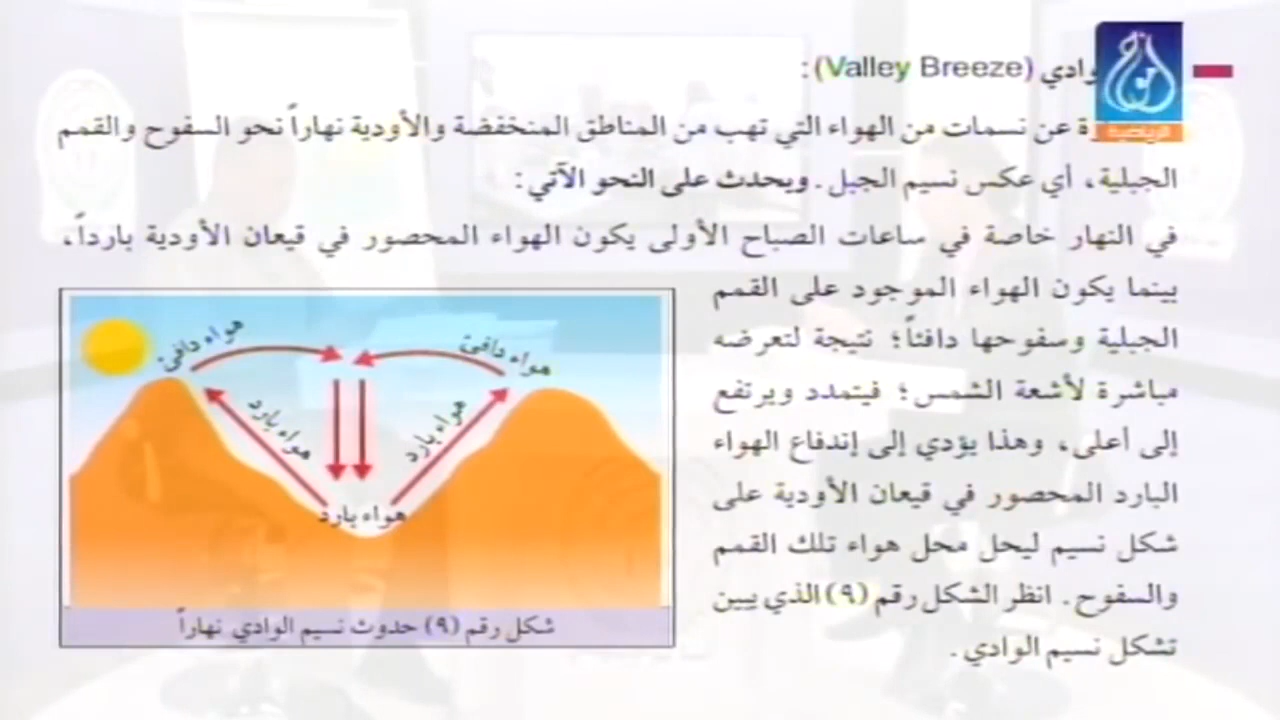 وادي (Valley Breeze):
ة عن نسمات من الهواء التي تهب من المناطق المنخفضة والأودية نهاراً نحو السفوح والقمم
الجبلية، أي عكس نسيم الجبل. ويحدث على النحو الآتي:
في النهار خاصة في ساعات الصباح الأولى يكون الهواء المحصور في قيعان الأودية بارداً،
بينما يكون الهواء الموجود على القمم
الجبلية وسفوحها دافئاً؛ نتيجة لتعرضه
مباشرة لأشعة الشمس؛ فيتمدد ويرتفع
إلى أعلى، وهذا يؤدي إلى إندفاع الهواء
البارد المحصور في قيعان الأودية على
شكل نسيم ليحل محل هواء تلك القمم
والسفوح. انظر الشكل رقم (٩) الذي يبين
تشكل نسيم الوادي.
هواء دافئ
هواء دافئ
هواء بارد
هواء بارد
هواء بارد
شكل رقم (٩) حدوث نسيم الوادي نهاراً
الرياضية